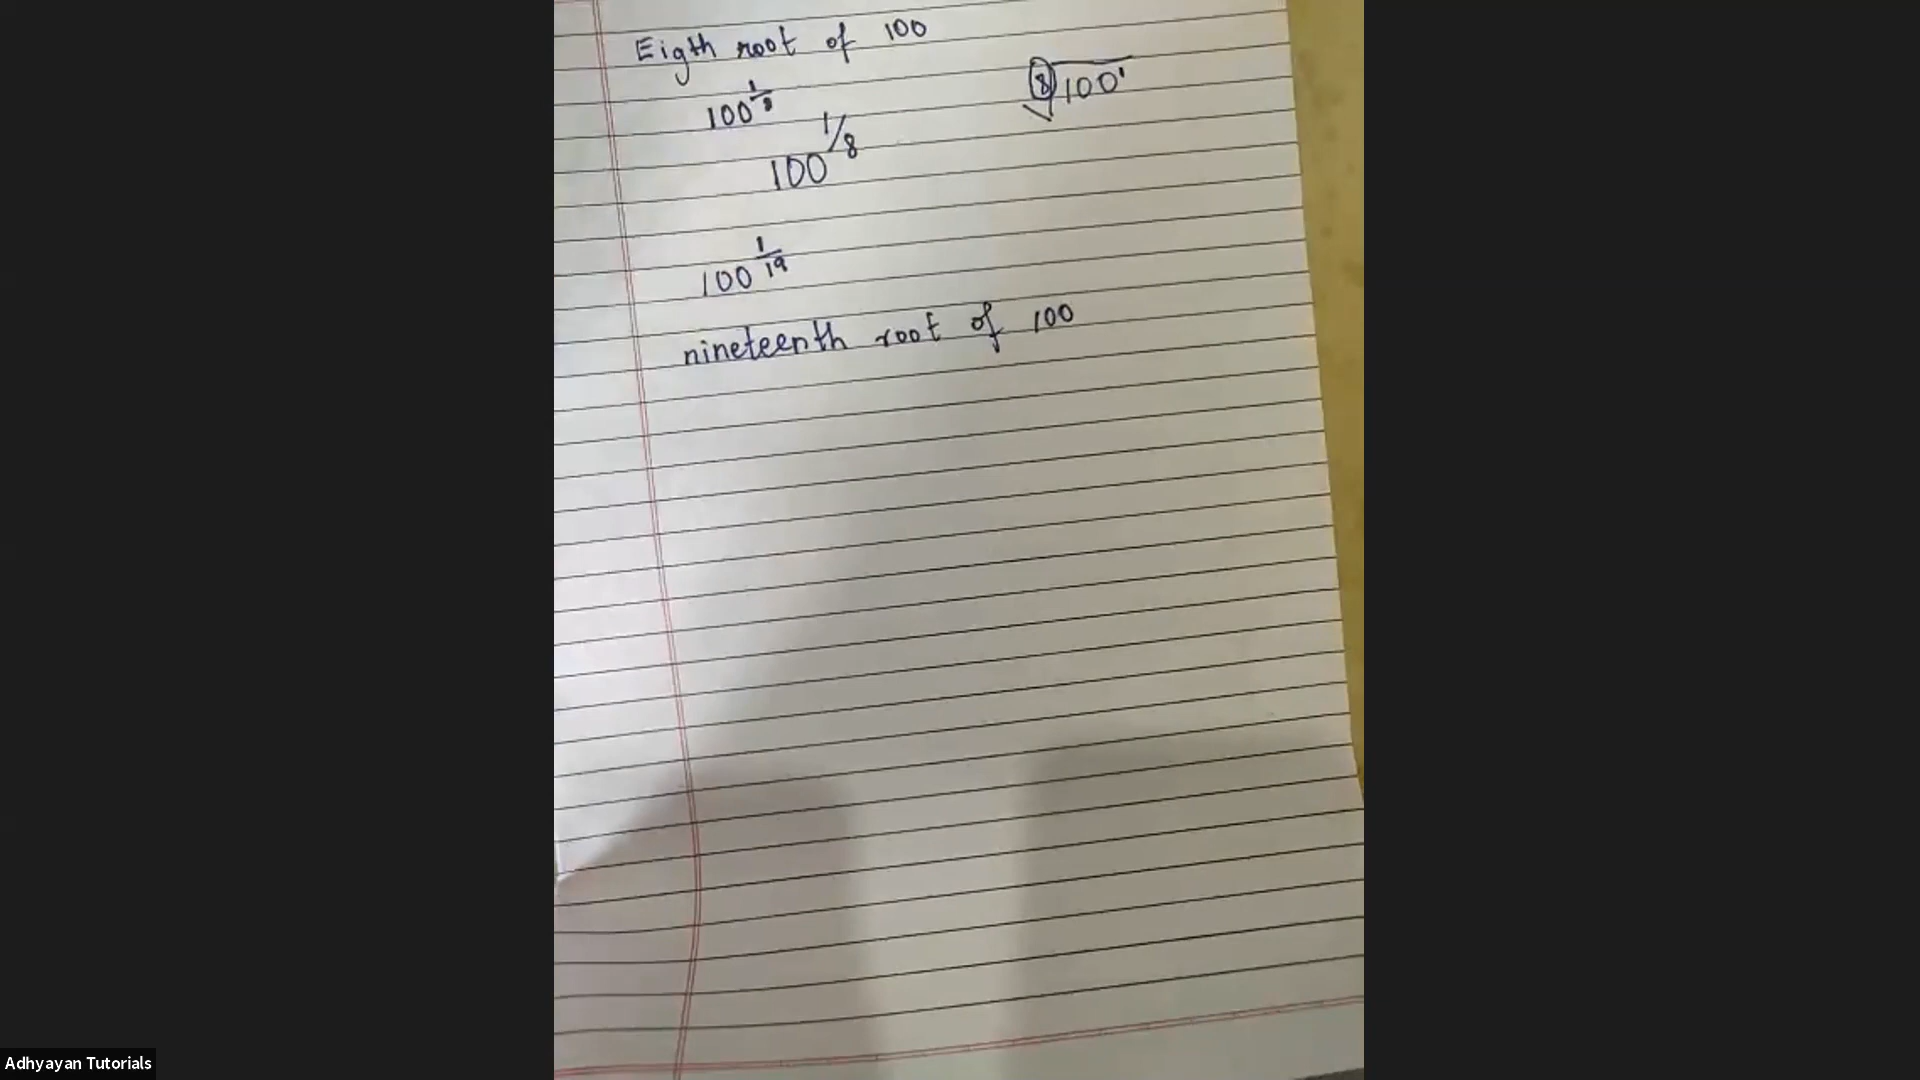 Eigth root of 100
100^1/8
⁸√100¹
100^1/8
100^1/19
nineteenth root of 100
Adhyayan Tutorials